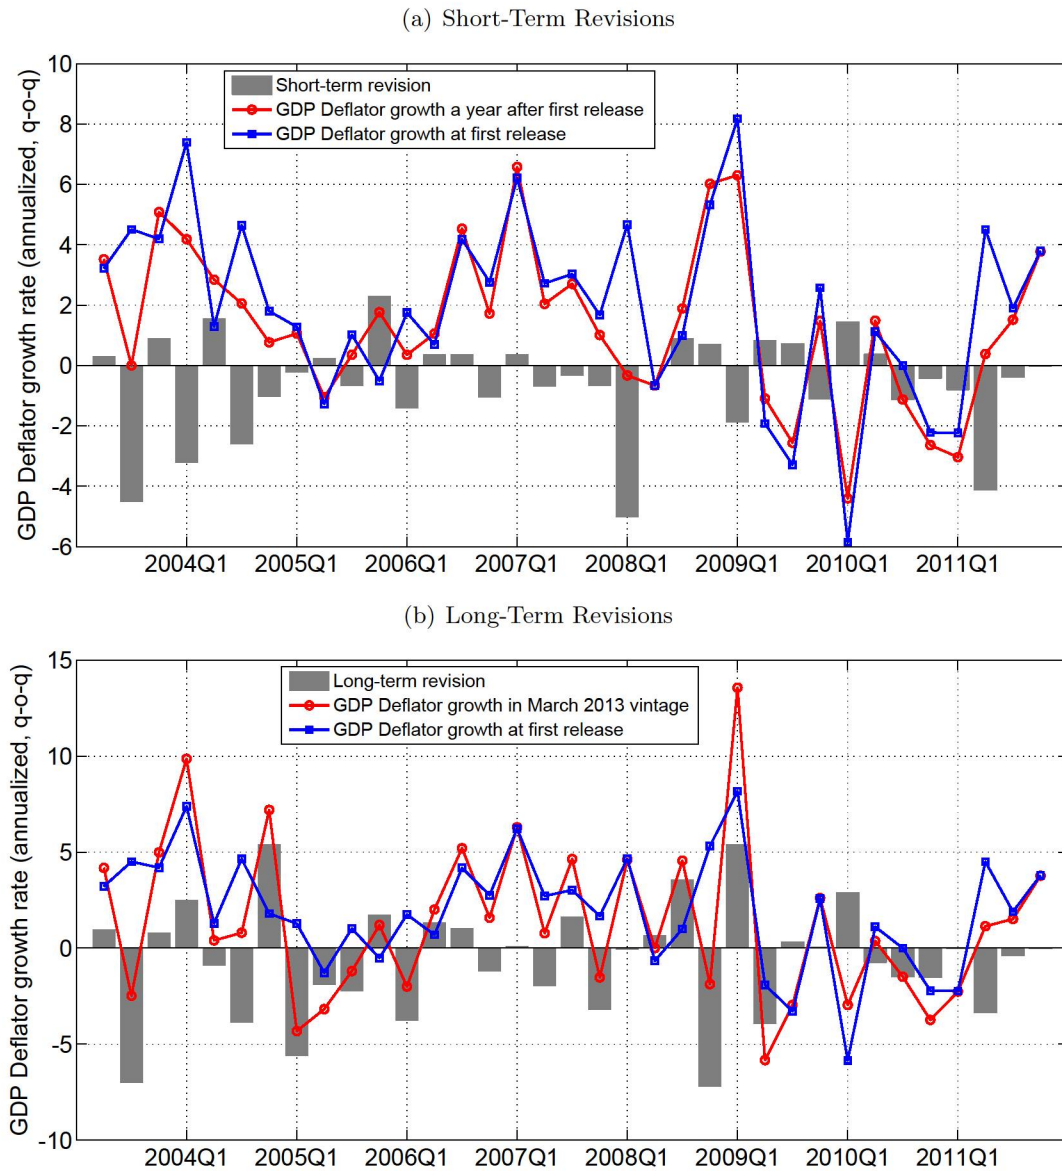 (a) Short-Term Revisions
GDP Deflator growth rate (annualized, q-o-q)
10
8
6
4
2
0
-2
-4
-6
Short-term revision
GDP Deflator growth a year after first release
GDP Deflator growth at first release
2004Q1 2005Q1 2006Q1 2007Q1 2008Q1 2009Q1 2010Q1 2011Q1
(b) Long-Term Revisions
GDP Deflator growth rate (annualized, q-o-q)
15
10
5
0
-5
-10
Long-term revision
GDP Deflator growth in March 2013 vintage
GDP Deflator growth at first release
2004Q1 2005Q1 2006Q1 2007Q1 2008Q1 2009Q1 2010Q1 2011Q1